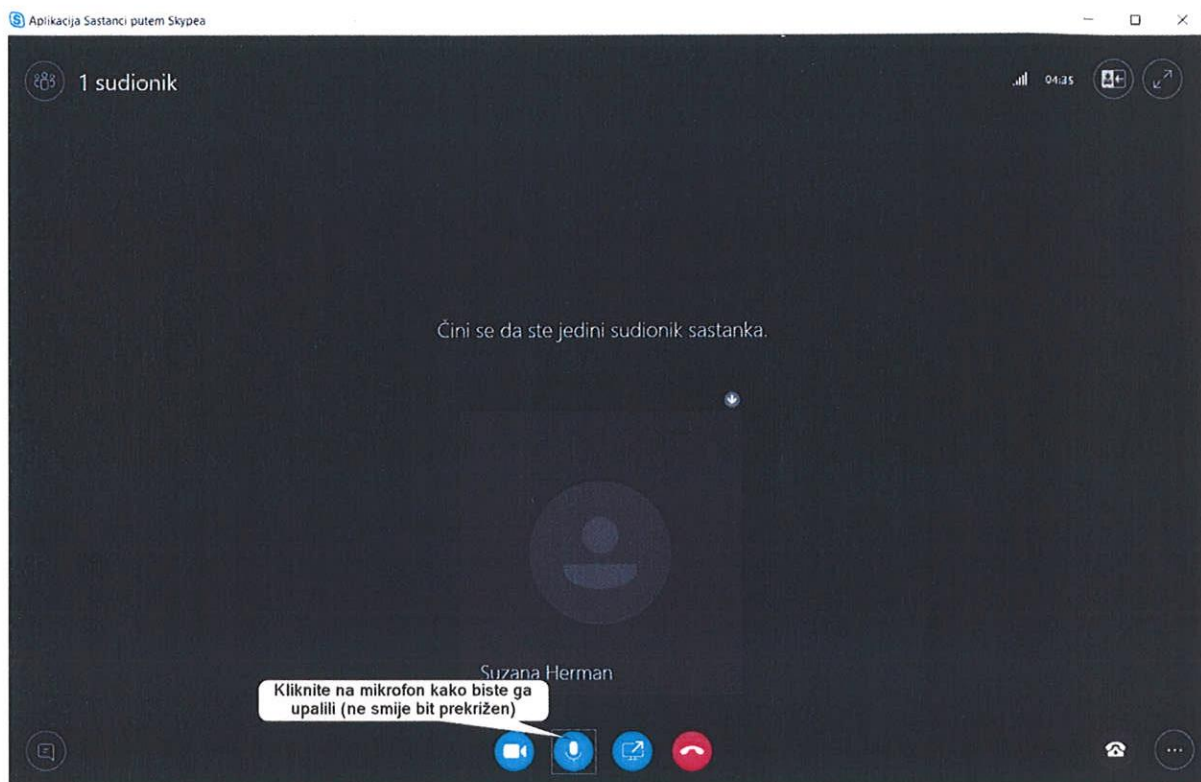 Aplikacija Sastanci putem Skypea
1 sudionik
04:35
Čini se da ste jedini sudionik sastanka.
Suzana Herman
Kliknite na mikrofon kako biste ga
upalili (ne smije bit prekrižen)